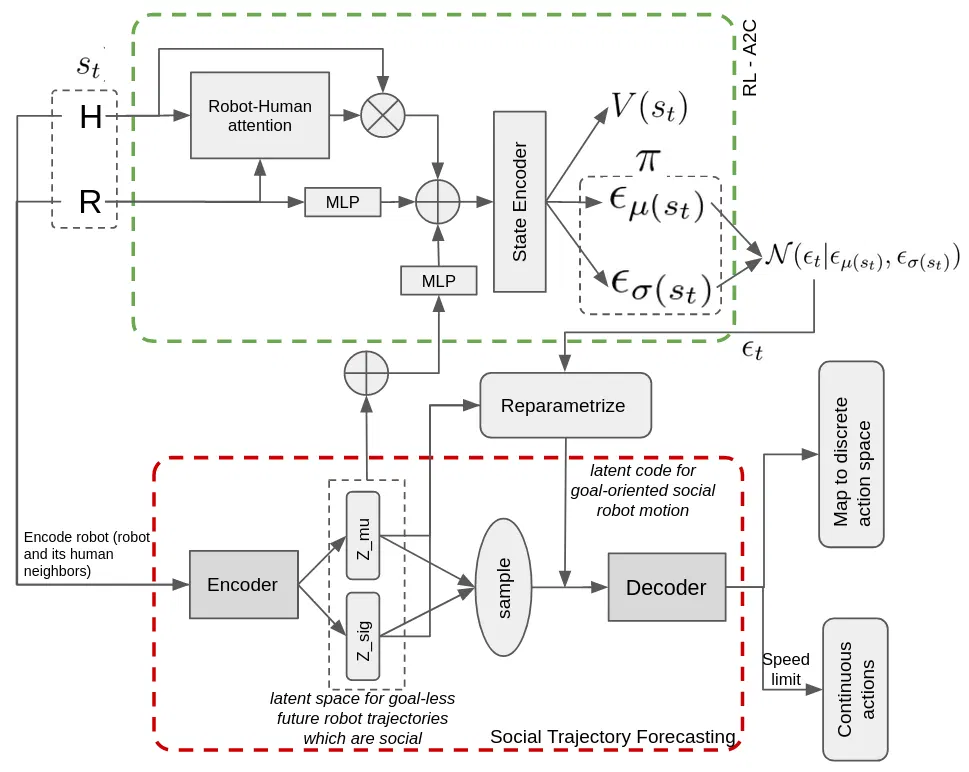 s_t
H
R
Robot-Human
attention
MLP
MLP
State Encoder
V(s_t)
π
ϵ_μ(s_t)
ϵ_σ(s_t)
RL - A2C
𝒩(ϵ_t|ϵ_μ(s_t), ϵ_σ(s_t))
ϵ_t
Reparametrize
latent code for
goal-oriented social
robot motion
Encode robot (robot
and its human
neighbors)
Encoder
Z_mu
Z_sig
sample
Decoder
latent space for goal-less
future robot trajectories
which are social
Social Trajectory Forecasting
Map to discrete
action space
Speed
limit
Continuous
actions